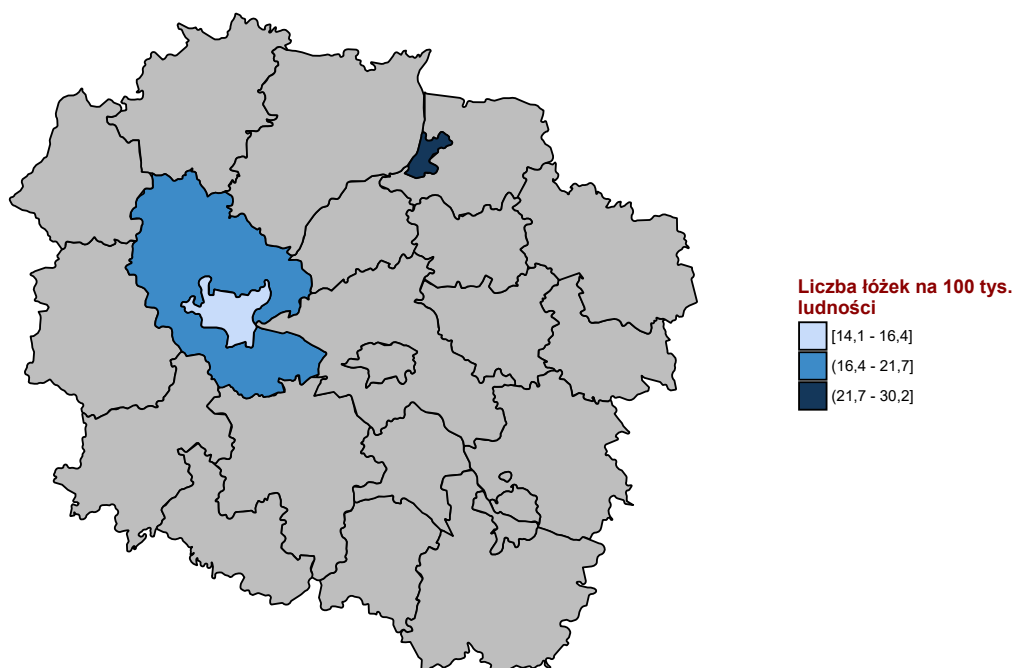 Liczba łóżek na 100 tys.
ludności
[14,1 - 16,4]
(16,4 - 21,7]
(21,7 - 30,2]